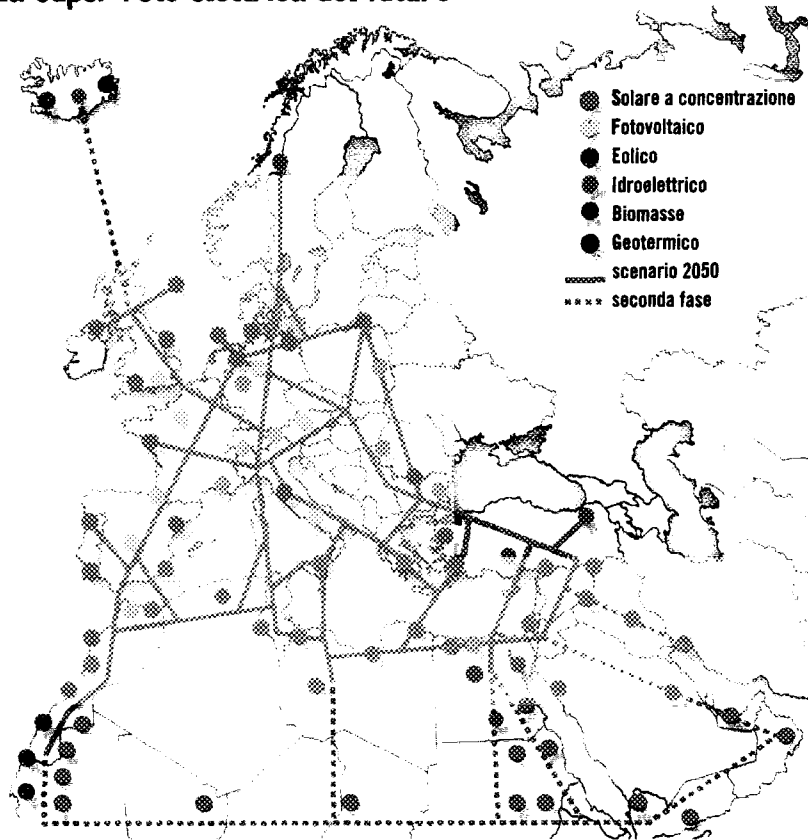 Solare a concentrazione
Fotovoltaico
Eolico
Idroelettrico
Biomasse
Geotermico
scenario 2050
seconda fase